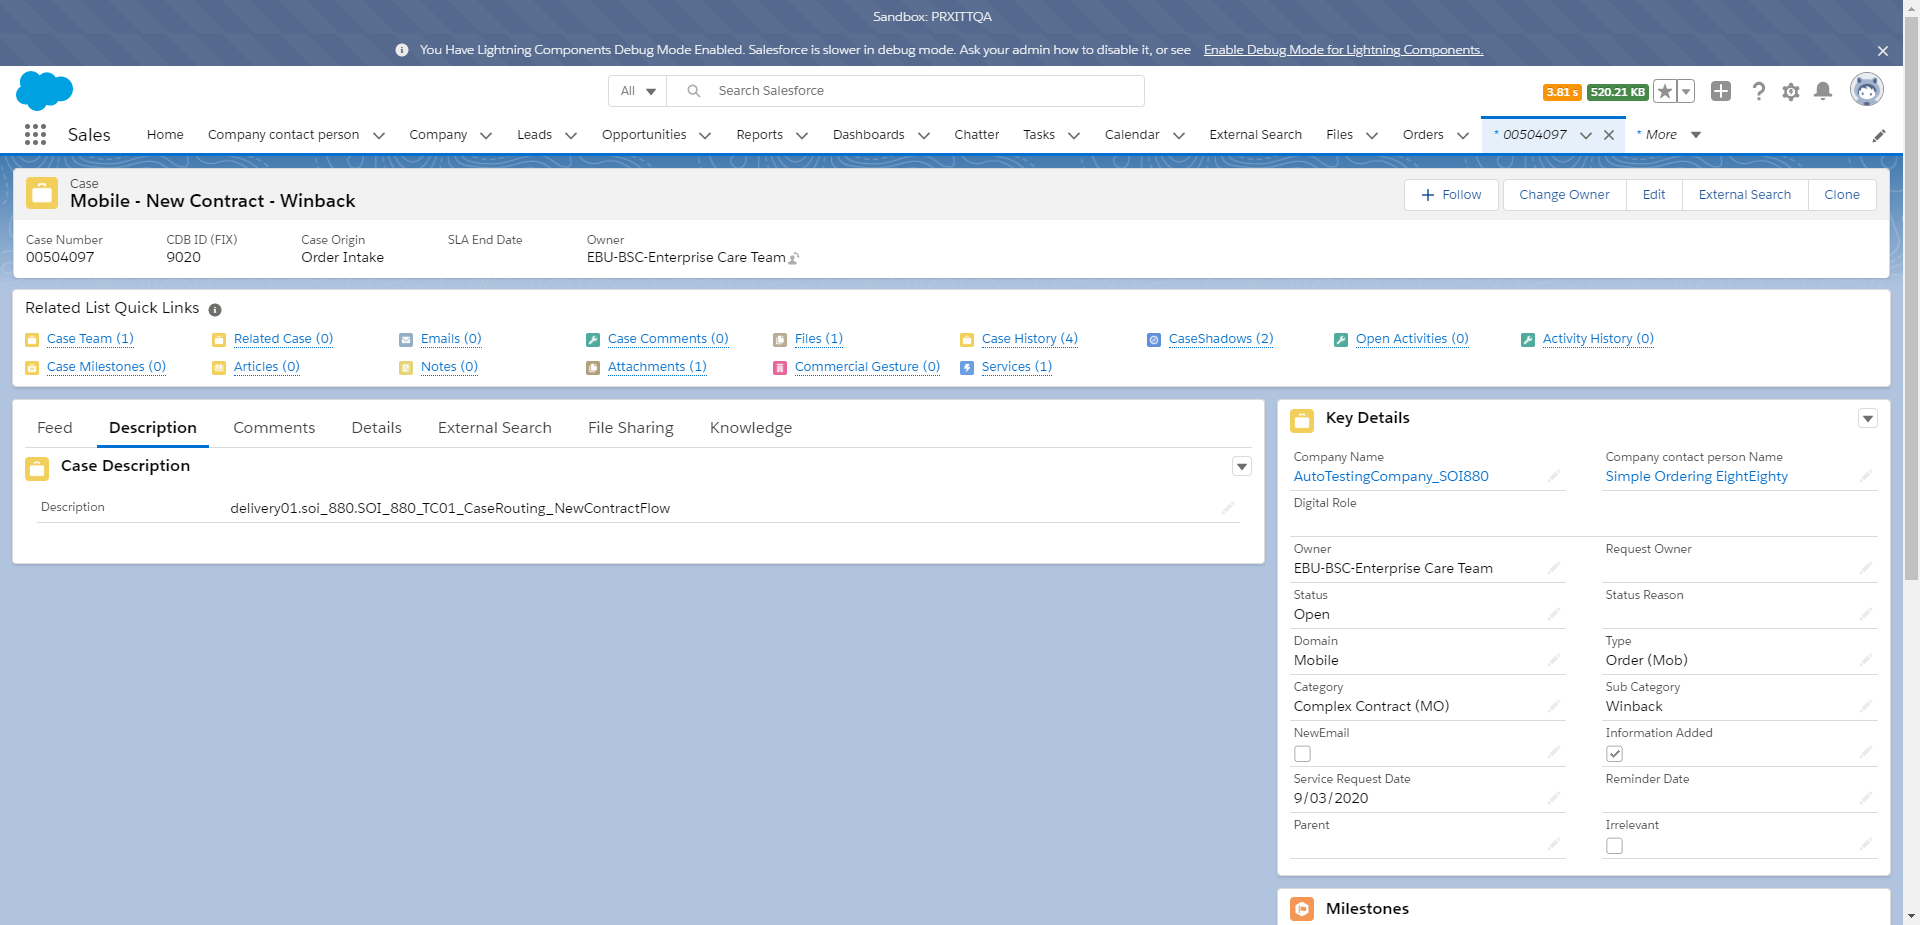 Sandbox: PRXITTQA
You Have Lightning Components Debug Mode Enabled. Salesforce is slower in debug mode. Ask your admin how to disable it, or see Enable Debug Mode for Lightning Components.
All Search Salesforce 3.81 s 520.21 KB
Sales Home Company contact person Company Leads Opportunities Reports Dashboards Chatter Tasks Calendar External Search Files Orders * 00504097 * More
Case
Mobile - New Contract - Winback
Follow Change Owner Edit External Search Clone
Case Number CDB ID (FIX) Case Origin SLA End Date Owner
00504097 9020 Order Intake EBU-BSC-Enterprise Care Team
Related List Quick Links
Case Team (1) Related Case (0) Emails (0) Case Comments (0) Files (1) Case History (4) CaseShadows (2) Open Activities (0) Activity History (0)
Case Milestones (0) Articles (0) Notes (0) Attachments (1) Commercial Gesture (0) Services (1)
Feed Description Comments Details External Search File Sharing Knowledge
Case Description
Description delivery01.soi_880.SOI_880_TC01_CaseRouting_NewContractFlow
Key Details
Company Name Company contact person Name
AutoTestingCompany_SOI880 Simple Ordering EightEighty
Digital Role
Owner Request Owner
EBU-BSC-Enterprise Care Team
Status Status Reason
Open
Domain Type
Mobile Order (Mob)
Category Sub Category
Complex Contract (MO) Winback
NewEmail Information Added
Service Request Date Reminder Date
9/03/2020
Parent Irrelevant
Milestones